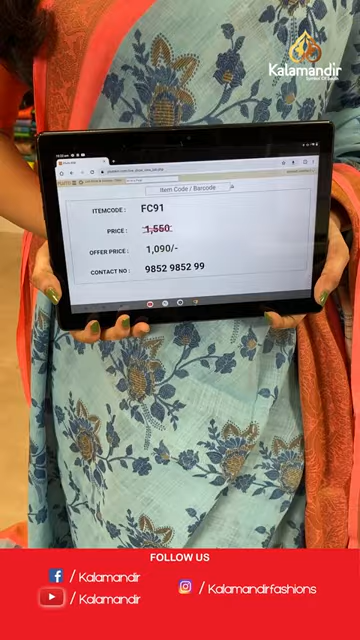 Kalamandir
Item Code / Barcode
ITEMCODE : FC91
PRICE : 1,550
OFFER PRICE : 1,090/-
CONTACT NO : 9852 9852 99
FOLLOW US
/ Kalamandir
/ Kalamandirfashions
/ Kalamandir